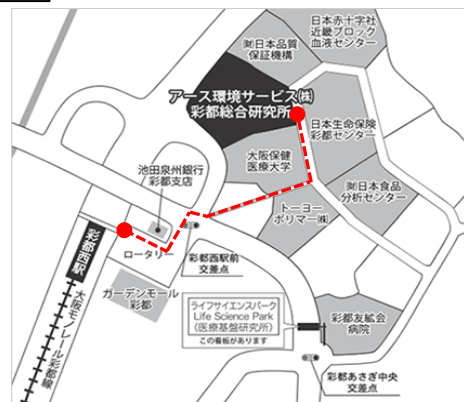 日本赤十字社
近畿ブロック
血液センター
㈶日本品質
保証機構
アース環境サービス㈱
彩都総合研究所
日本生命保険
彩都センター
大阪保健
医療大学
池田泉州銀行
彩都支店
㈶日本食品
分析センター
トーヨー
ポリマー㈱
ロータリー
彩都西駅前
交差点
彩都西駅
大阪モノレール彩都線
ガーデンモール
彩都
ライフサイエンスパーク
Life Science Park
(医療基盤研究所)
この看板があります
彩都友紘会
病院
彩都あさぎ中央
交差点